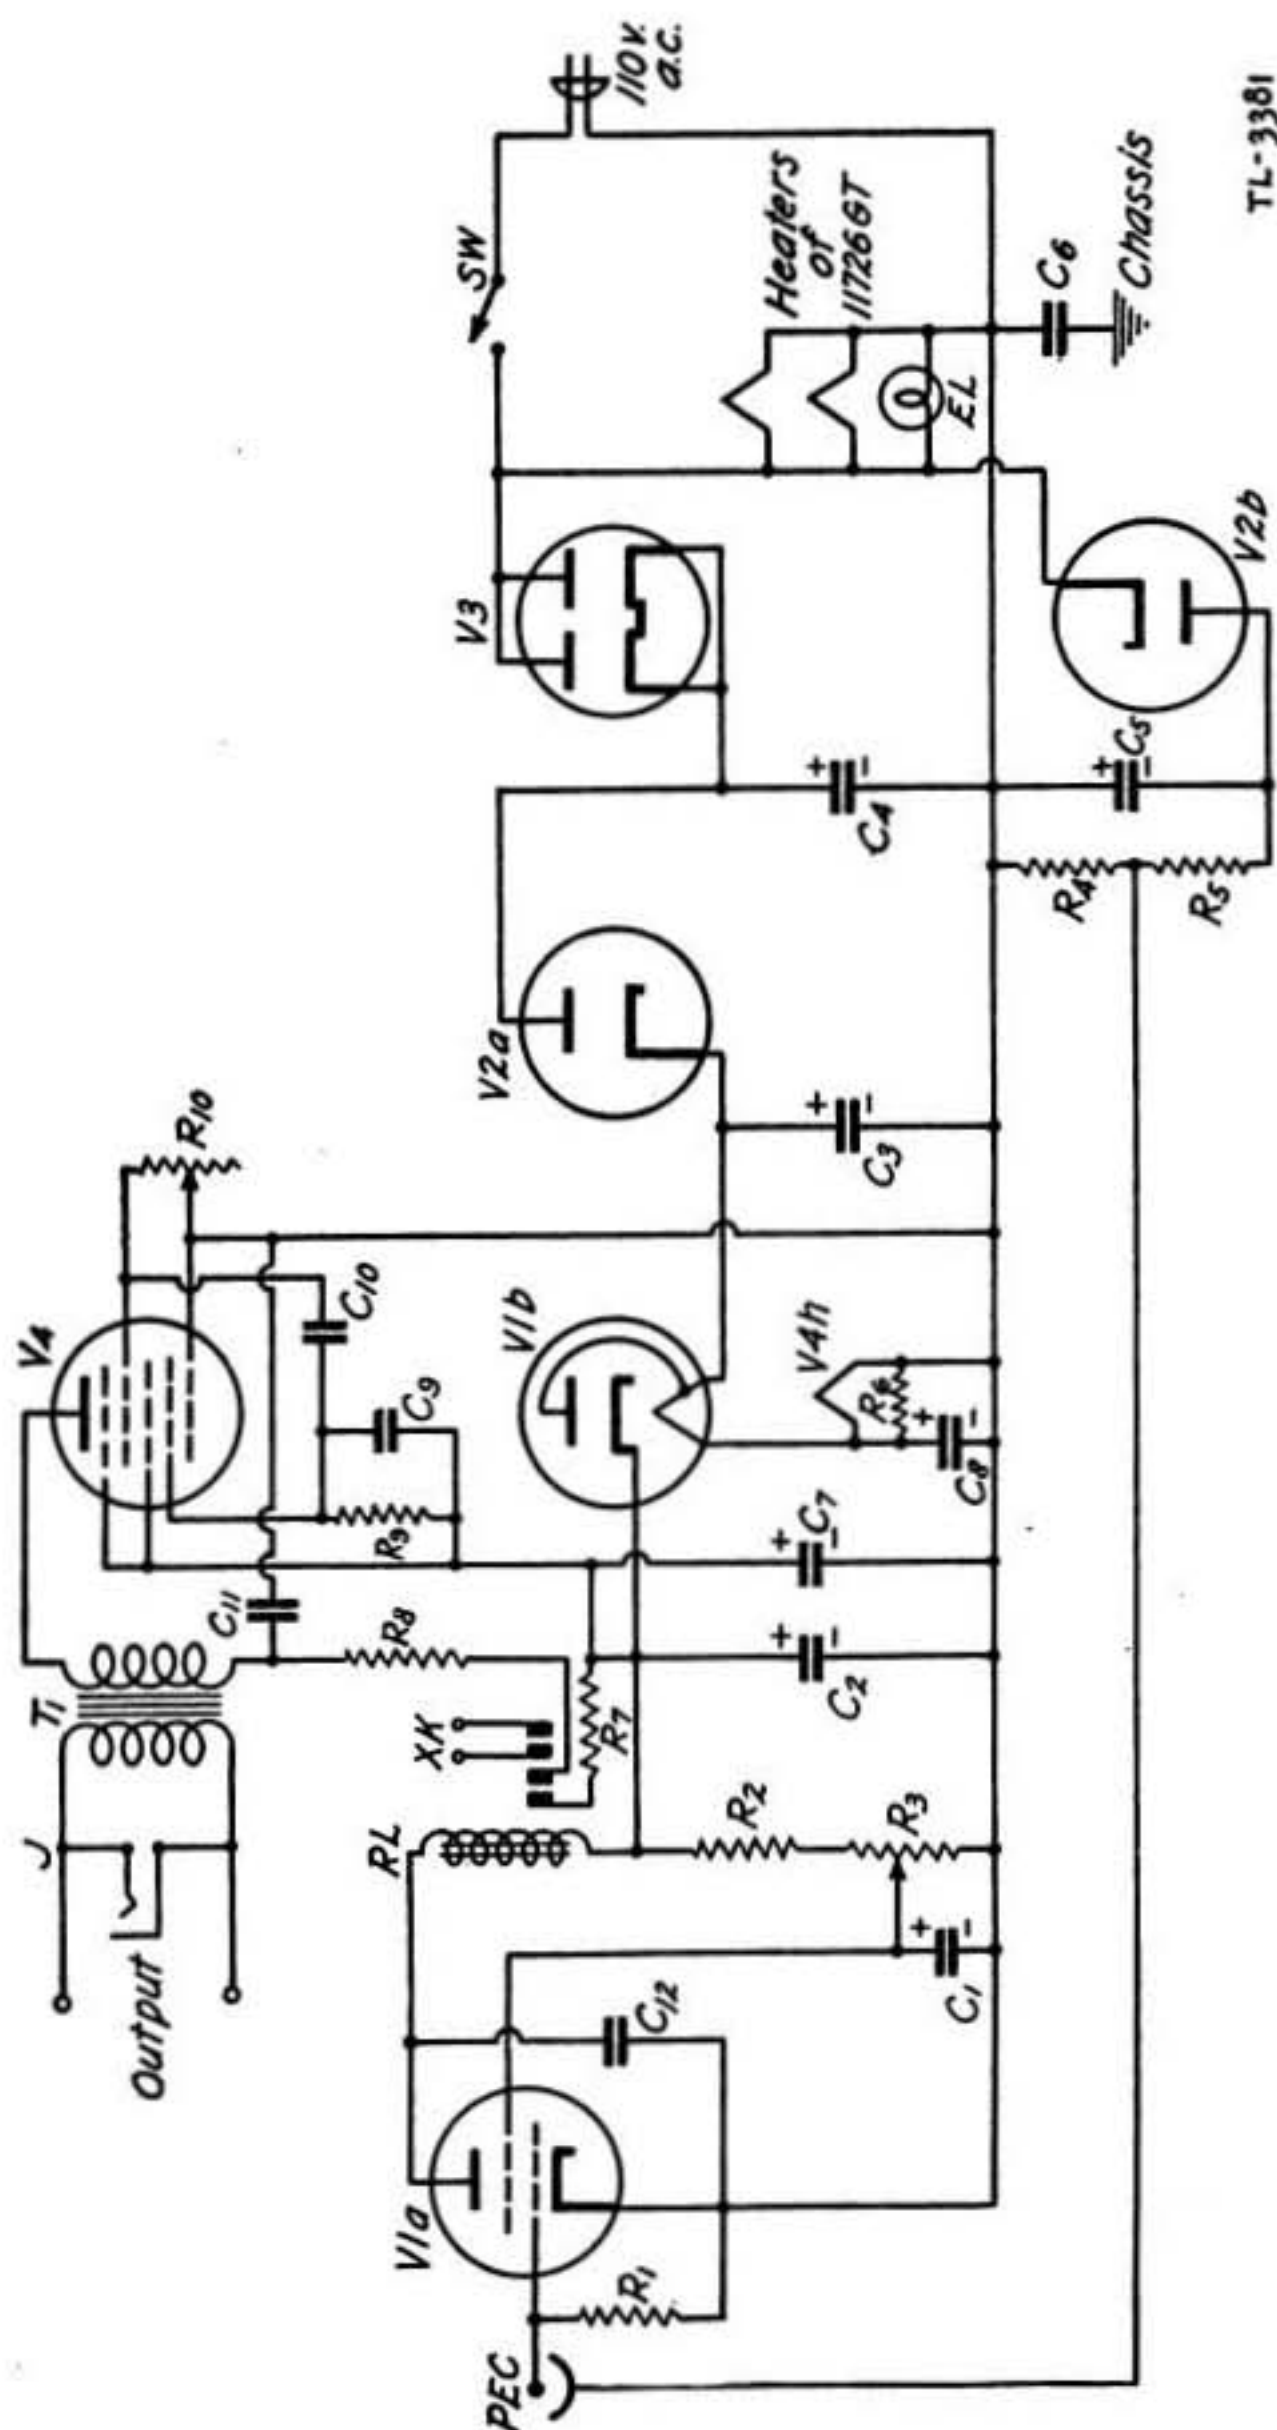 TL-3381
110V.
a.c.
SW
Heaters
of
11726GT
EL
C6
Chassis
V3
V2b
C4
+
-
C5
+
-
R4
R5
V2a
C3
+
-
R10
V4
C10
C9
R9
V1b
V4h
R6
C8
+
-
C7
+
-
C2
+
-
C11
T1
R8
XK
R7
RL
R2
R3
J
Output
C12
C1
+
-
V1a
R1
PEC